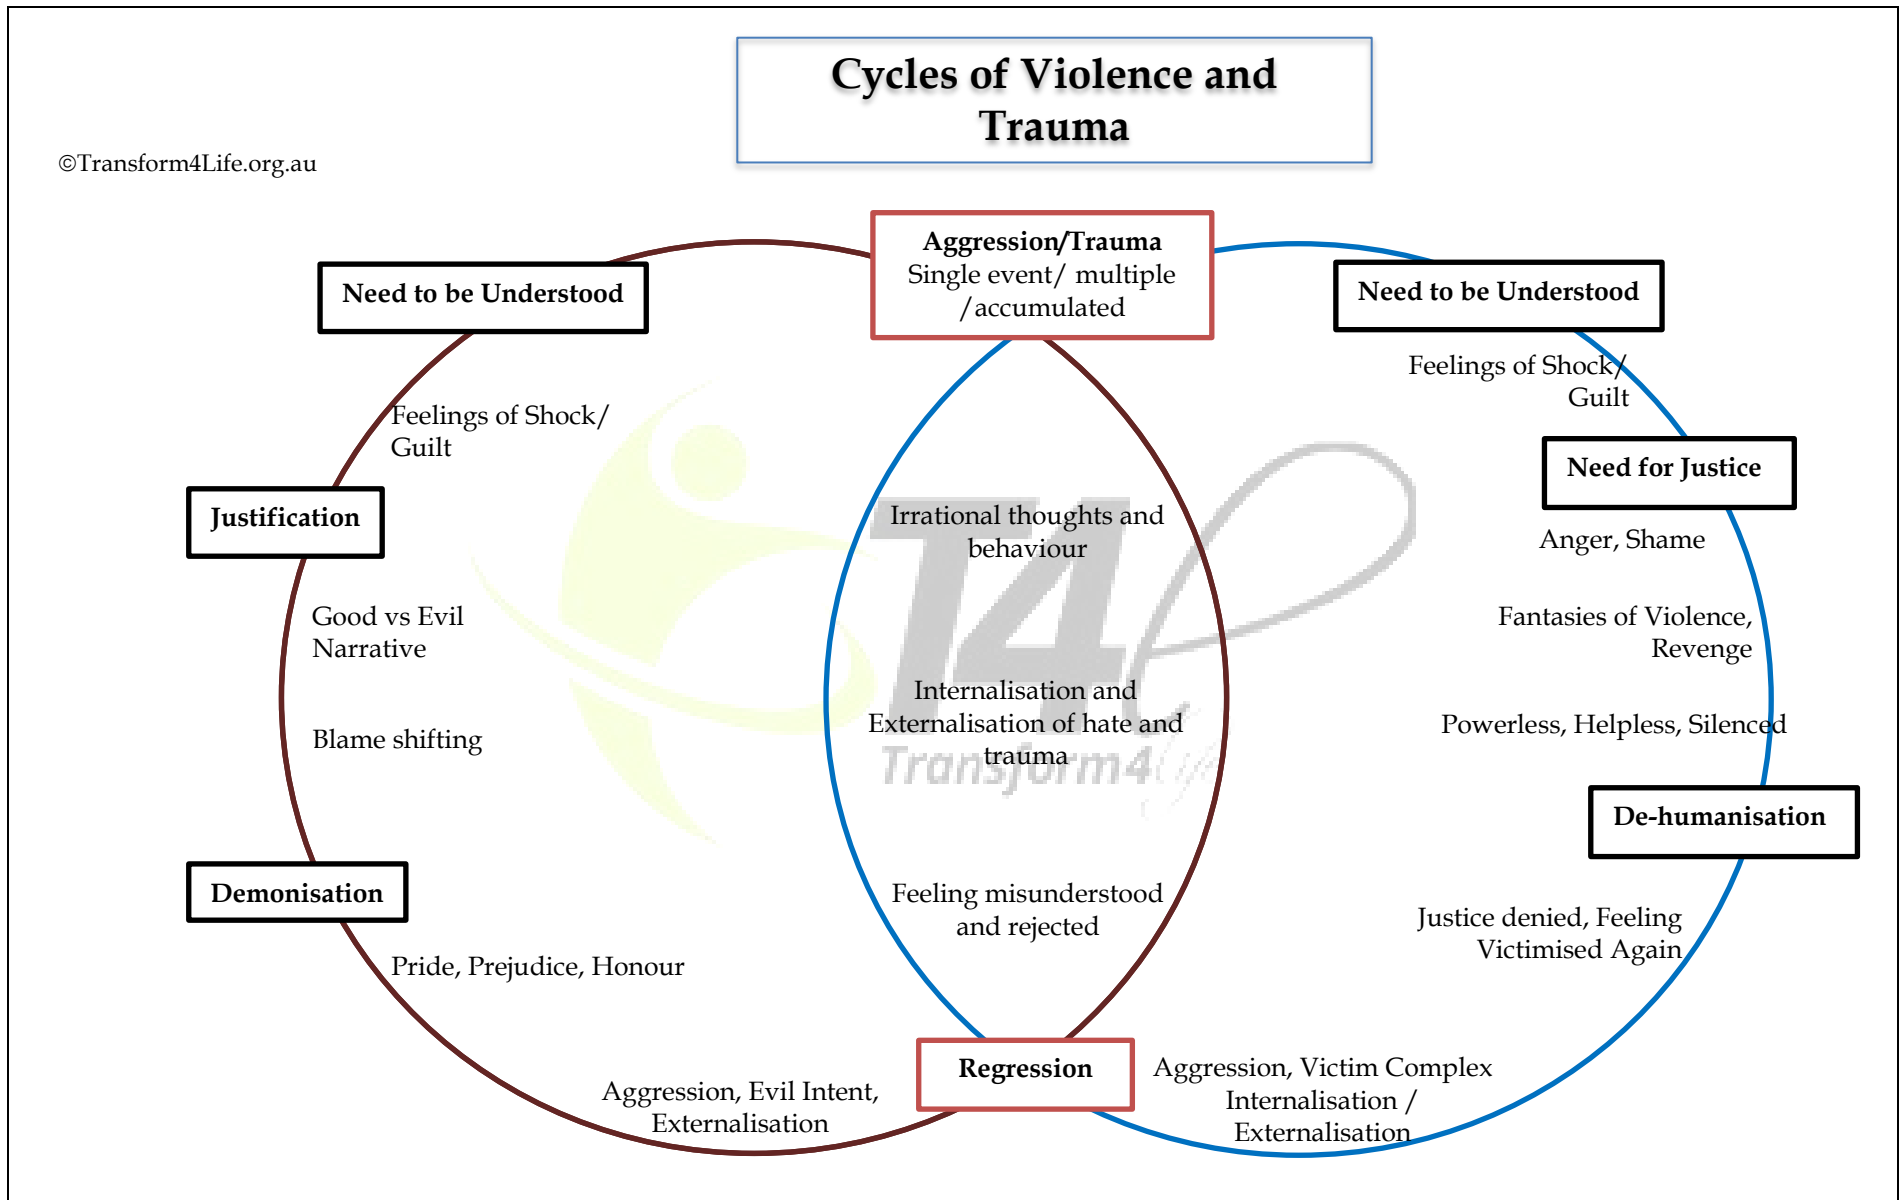 Cycles of Violence and
Trauma
©Transform4Life.org.au
Aggression/Trauma
Single event/ multiple
/accumulated
Need to be Understood
Feelings of Shock/
Guilt
Justification
Good vs Evil
Narrative
Blame shifting
Demonisation
Pride, Prejudice, Honour
Aggression, Evil Intent,
Externalisation
Irrational thoughts and
behaviour
Internalisation and
Externalisation of hate and
trauma
Feeling misunderstood
and rejected
Regression
Need to be Understood
Feelings of Shock/
Guilt
Need for Justice
Anger, Shame
Fantasies of Violence,
Revenge
Powerless, Helpless, Silenced
De-humanisation
Justice denied, Feeling
Victimised Again
Aggression, Victim Complex
Internalisation /
Externalisation
T4L
Transform4Life